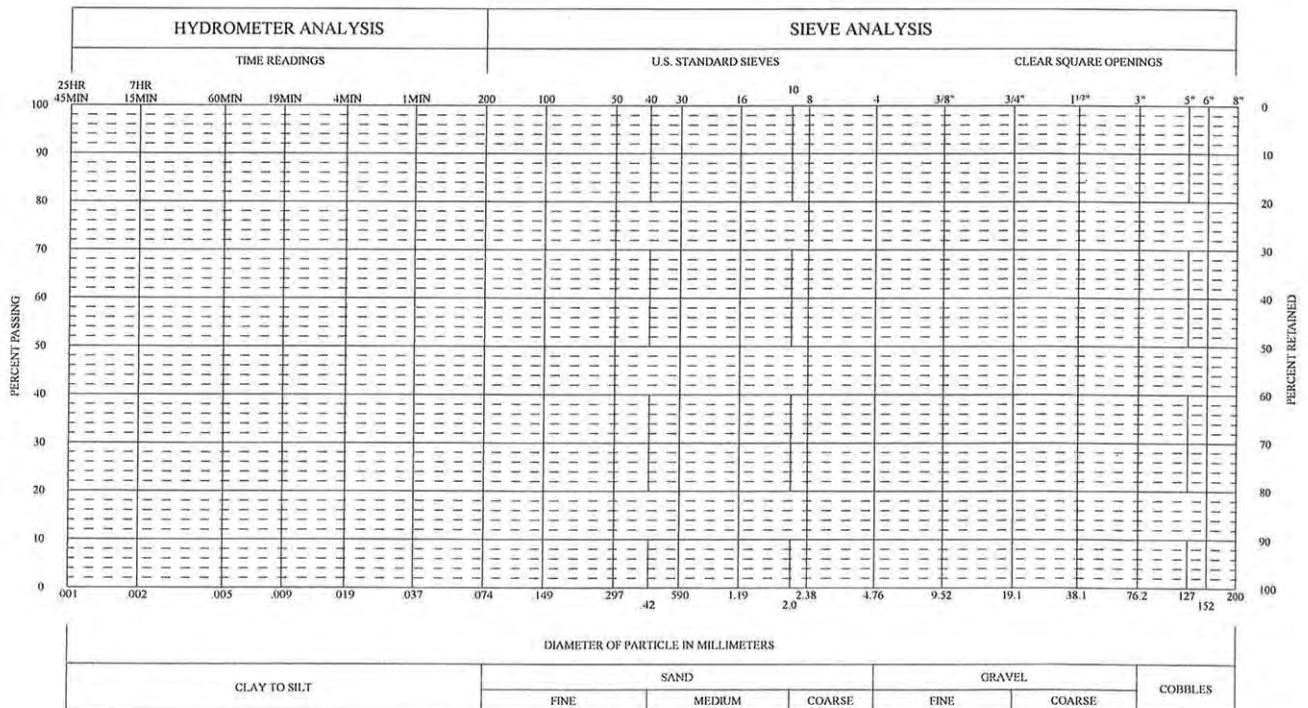 HYDROMETER ANALYSIS SIEVE ANALYSIS
TIME READINGS U.S. STANDARD SIEVES CLEAR SQUARE OPENINGS
25HR 7HR 10
45MIN 15MIN 60MIN 19MIN 4MIN 1MIN 200 100 50 40 30 16 8 4 3/8" 3/4" 1 1/2" 3" 5" 6" 8"
100 0
90 10
80 20
70 30
60 40
50 50
40 60
30 70
20 80
10 90
0 100
PERCENT PASSING
PERCENT RETAINED
.001 .002 .005 .009 .019 .037 .074 .149 .297 .590 1.19 2.38 4.76 9.52 19.1 38.1 76.2 127 200
.42 2.0 152
DIAMETER OF PARTICLE IN MILLIMETERS
CLAY TO SILT SAND GRAVEL COBBLES
FINE MEDIUM COARSE FINE COARSE